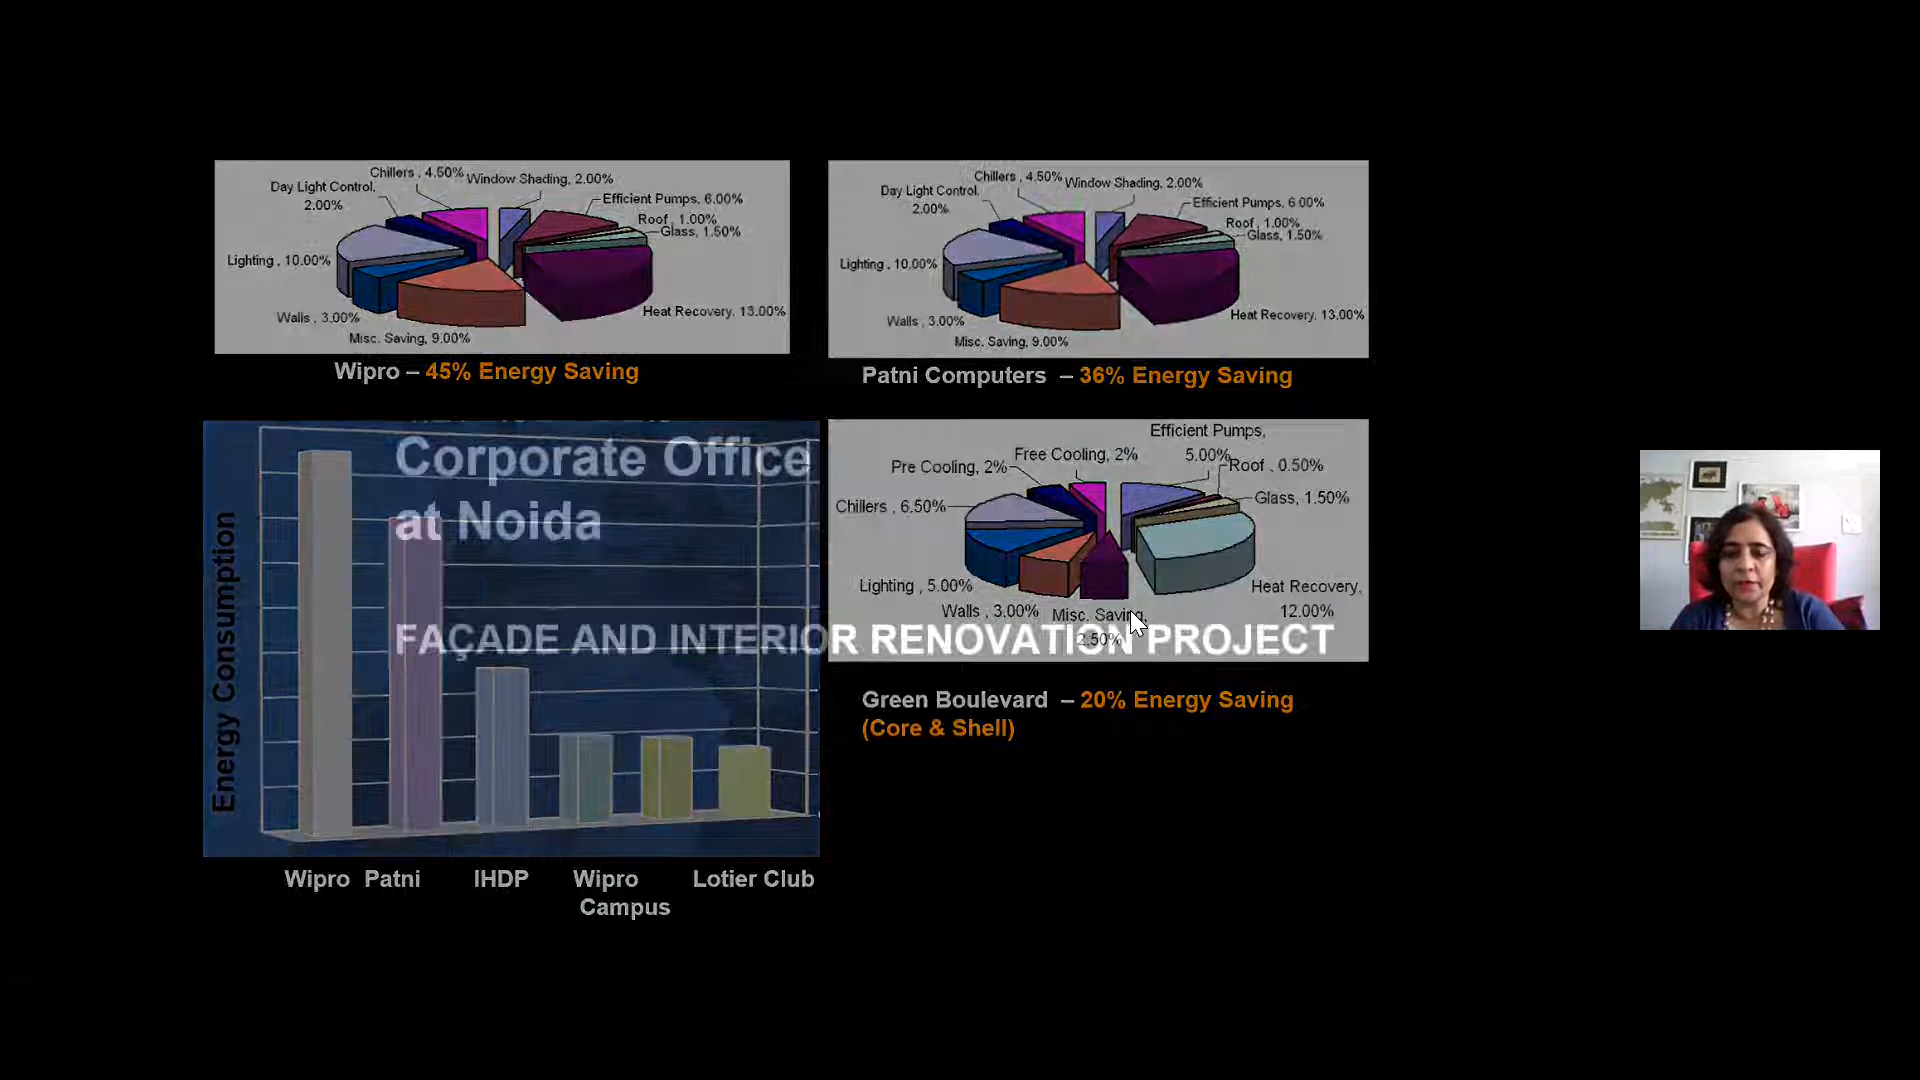 Chillers , 4.50%
Window Shading, 2.00%
Day Light Control,
2.00%
Efficient Pumps, 6.00%
Roof , 1.00%
Glass, 1.50%
Lighting , 10.00%
Heat Recovery, 13.00%
Walls , 3.00%
Misc. Saving, 9.00%
Wipro – 45% Energy Saving
Chillers , 4.50%
Window Shading, 2.00%
Day Light Control,
2.00%
Efficient Pumps, 6.00%
Roof , 1.00%
Glass, 1.50%
Lighting , 10.00%
Heat Recovery, 13.00%
Walls , 3.00%
Misc. Saving, 9.00%
Patni Computers – 36% Energy Saving
Corporate Office
at Noida
FAÇADE AND INTERIOR RENOVATION PROJECT
Energy Consumption
Wipro Patni IHDP Wipro Lotier Club
Campus
Efficient Pumps,
5.00%
Free Cooling, 2%
Pre Cooling, 2%
Roof , 0.50%
Chillers , 6.50%
Glass, 1.50%
Lighting , 5.00%
Heat Recovery,
12.00%
Walls , 3.00%
Misc. Saving,
2.50%
Green Boulevard – 20% Energy Saving
(Core & Shell)